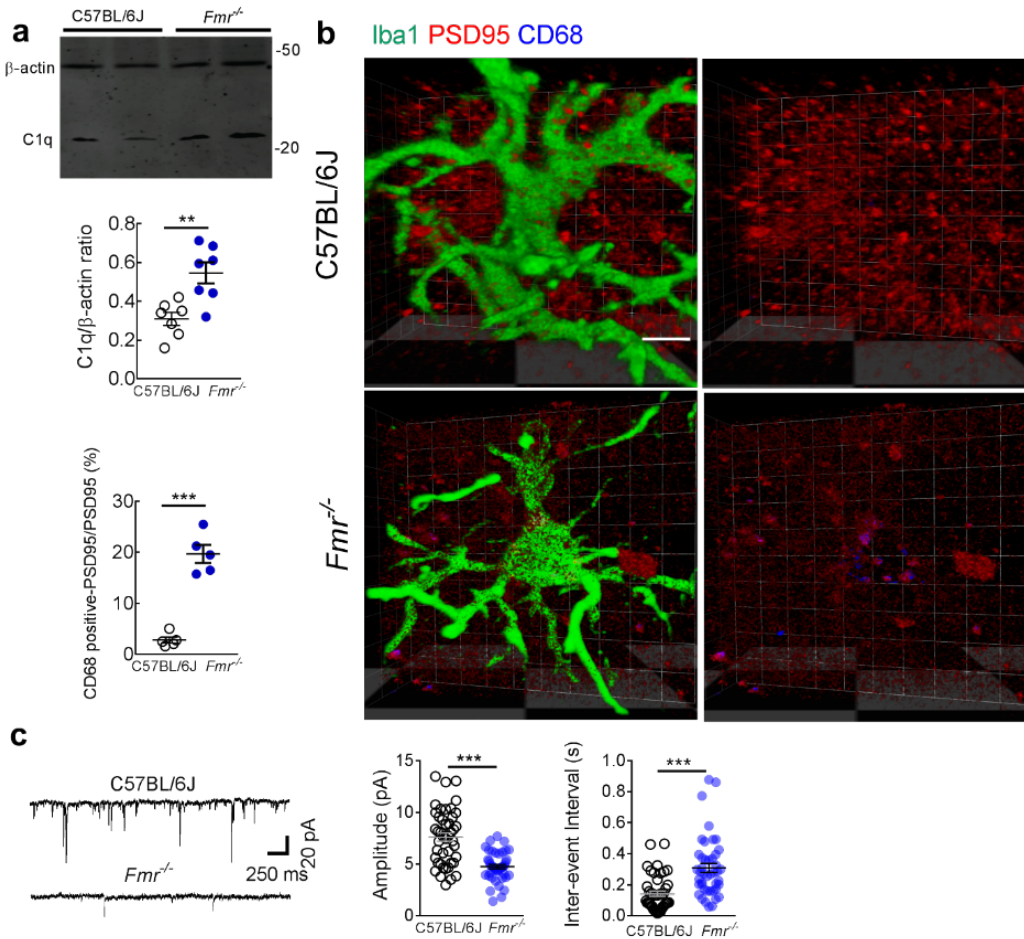 a
C57BL/6J Fmr-/-
β-actin
-50
C1q
-20
C1q/β-actin ratio
0.8
0.6
0.4
0.2
0.0
**
C57BL/6J Fmr-/-
CD68 positive-PSD95/PSD95 (%)
30
20
10
0
***
C57BL/6J Fmr-/-
b
Iba1 PSD95 CD68
C57BL/6J
Fmr-/-
c
C57BL/6J
20 pA
250 ms
Fmr-/-
Amplitude (pA)
15
10
5
0
***
C57BL/6J Fmr-/-
Inter-event Interval (s)
1.0
0.8
0.6
0.4
0.2
0.0
***
C57BL/6J Fmr-/-